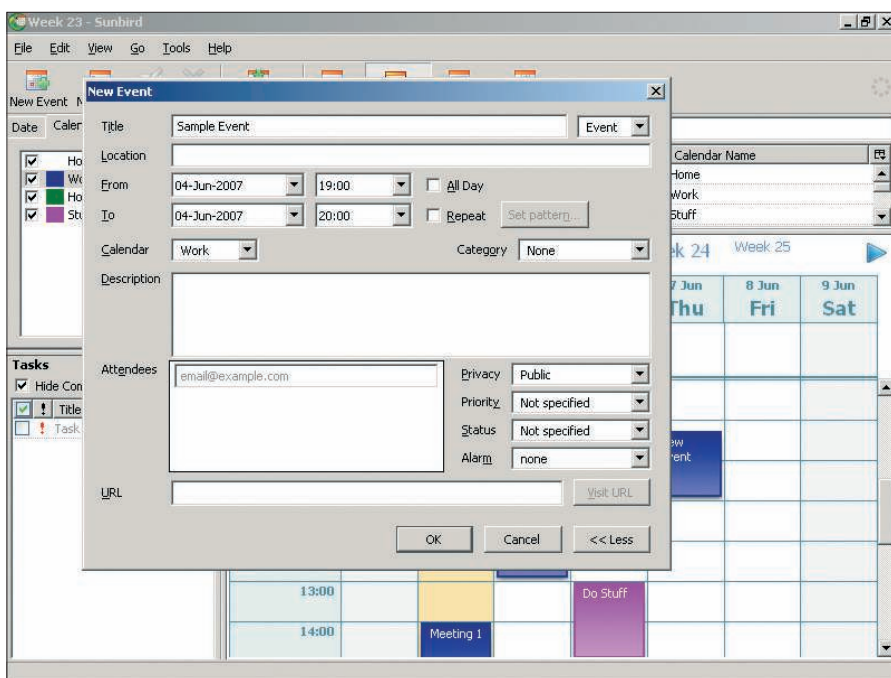 Week 23 - Sunbird
File Edit View Go Tools Help
New Event
New Event
Date
Title Sample Event Event
Location
From 04-Jun-2007 19:00 All Day
To 04-Jun-2007 20:00 Repeat Set pattern...
Calendar Work Category None
Description
Attendees email@example.com
Privacy Public
Priority Not specified
Status Not specified
Alarm none
URL Visit URL
OK Cancel << Less
Calendar Name
Home
Work
Stuff
24 Week 25
7 Jun 8 Jun 9 Jun
Thu Fri Sat
Tasks
Hide
! Title
! Task
13:00 Do Stuff
14:00 Meeting 1